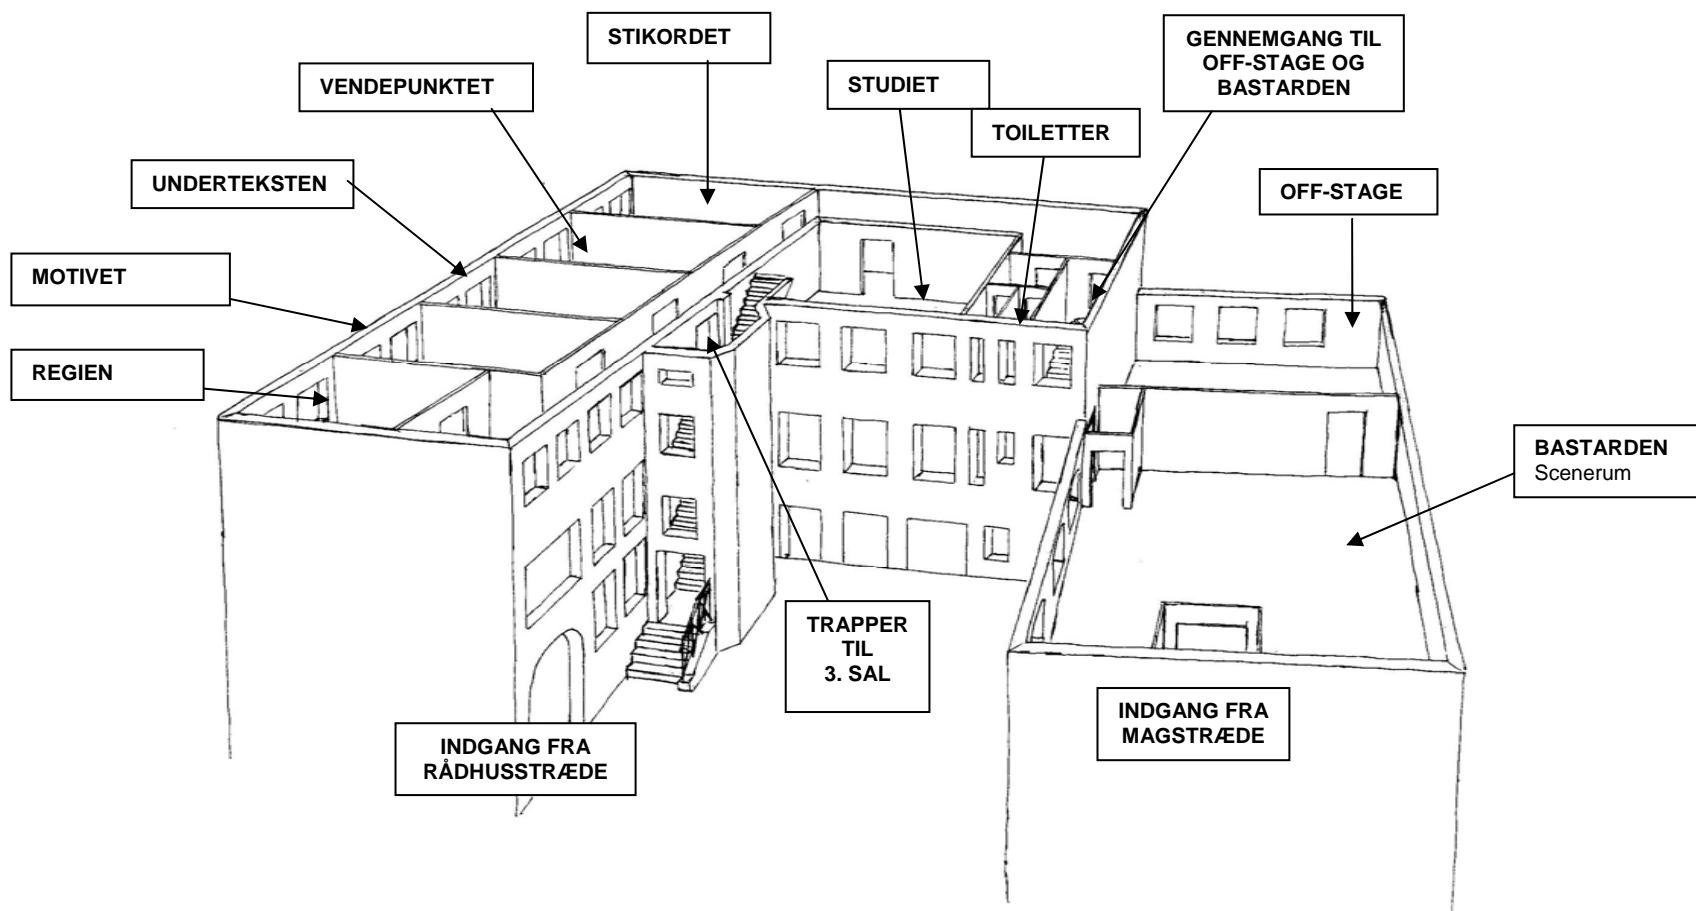 STIKORDET
GENNEMGANG TIL
OFF-STAGE OG
BASTARDEN
VENDEPUNKTET
STUDIET
TOILETTER
UNDERTEKSTEN
OFF-STAGE
MOTIVET
REGIEN
BASTARDEN
Scenerum
TRAPPER
TIL
3. SAL
INDGANG FRA
MAGSTRÆDE
INDGANG FRA
RÅDHUSSTRÆDE